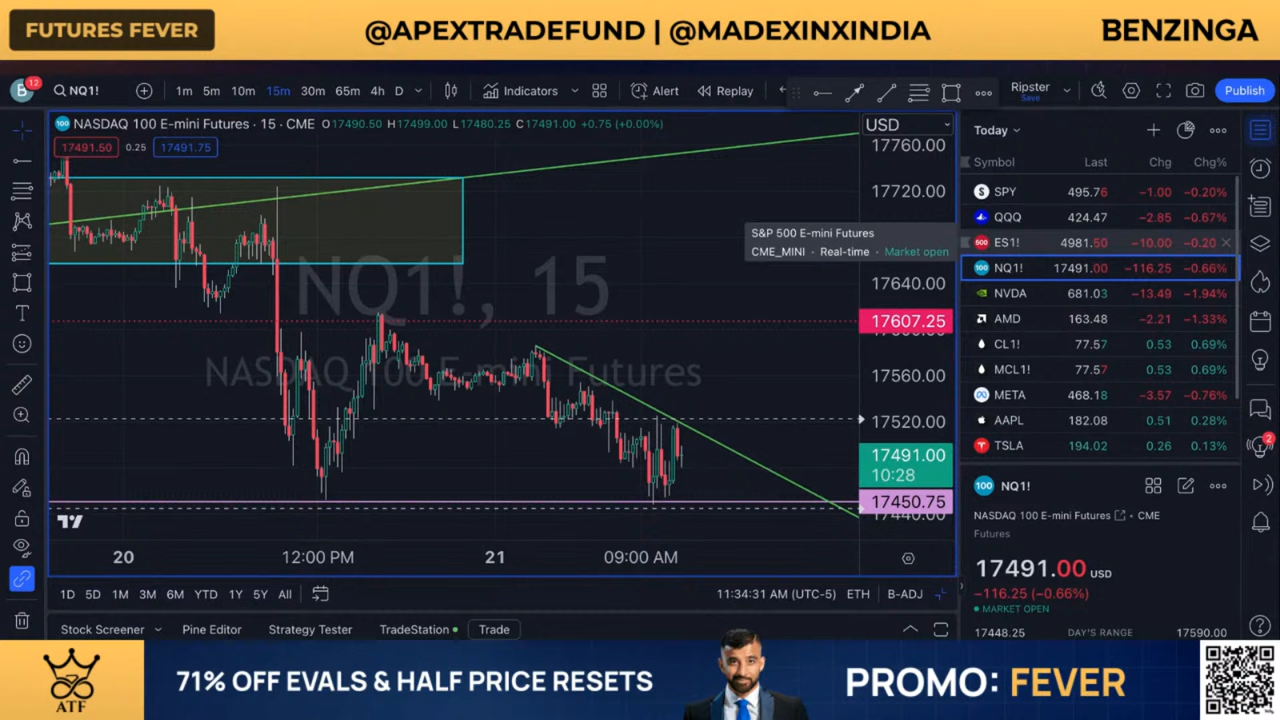 FUTURES FEVER
@APEXTRADEFUND | @MADEXINXINDIA
BENZINGA
B 12
NQ1!
1m 5m 10m 15m 30m 65m 4h D
Indicators
Alert
Replay
Ripster
Save
Publish
100 NASDAQ 100 E-mini Futures · 15 · CME O17490.50 H17499.00 L17480.25 C17491.00 +0.75 (+0.00%)
17491.50 0.25 17491.75
USD
17760.00
17720.00
17640.00
17607.25
17560.00
17520.00
17491.00
10:28
17450.75
17440.00
NQ1!, 15
NASDAQ 100 E-mini Futures
S&P 500 E-mini Futures
CME_MINI · Real-time · Market open
20 12:00 PM 21 09:00 AM
1D 5D 1M 3M 6M YTD 1Y 5Y All
11:34:31 AM (UTC-5) ETH B-ADJ
Stock Screener Pine Editor Strategy Tester TradeStation Trade
Today
Symbol Last Chg Chg%
SPY 495.76 −1.00 −0.20%
QQQ 424.47 −2.85 −0.67%
500 ES1! 4981.50 −10.00 −0.20
100 NQ1! 17491.00 −116.25 −0.66%
NVDA 681.03 −13.49 −1.94%
AMD 163.48 −2.21 −1.33%
CL1! 77.57 0.53 0.69%
MCL1! 77.57 0.53 0.69%
META 468.18 −3.57 −0.76%
AAPL 182.08 0.51 0.28%
TSLA 194.02 0.26 0.13%
100 NQ1!
NASDAQ 100 E-mini Futures · CME
Futures
17491.00 USD
−116.25 (−0.66%)
MARKET OPEN
17448.25 DAY'S RANGE 17590.00
2
ATF
71% OFF EVALS & HALF PRICE RESETS
PROMO: FEVER